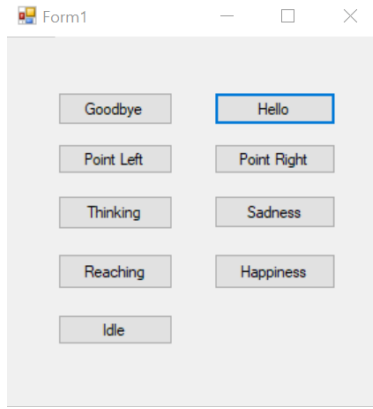 Form1
Goodbye Hello
Point Left Point Right
Thinking Sadness
Reaching Happiness
Idle